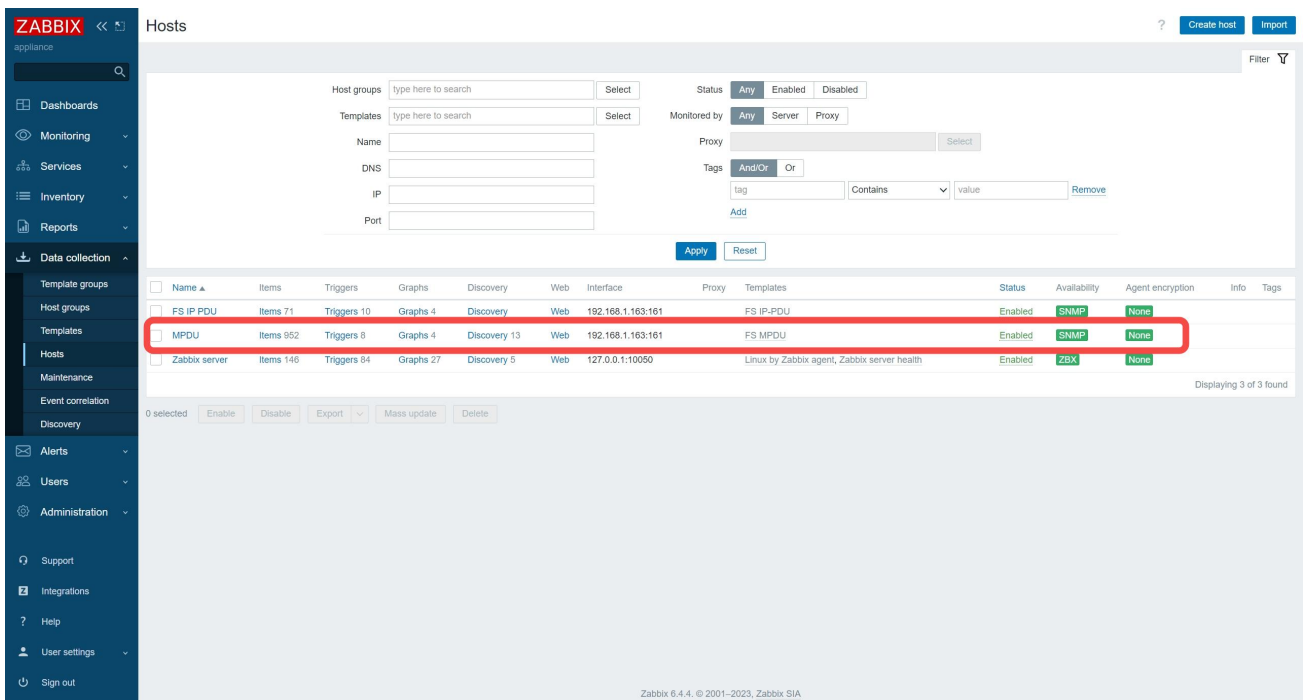 ZABBIX
appliance
Dashboards
Monitoring
Services
Inventory
Reports
Data collection
Template groups
Host groups
Templates
Hosts
Maintenance
Event correlation
Discovery
Alerts
Users
Administration
Support
Integrations
Help
User settings
Sign out
Hosts
? Create host Import
Filter
Host groups type here to search Select
Templates type here to search Select
Name
DNS
IP
Port
Status Any Enabled Disabled
Monitored by Any Server Proxy
Proxy Select
Tags And/Or Or
tag Contains value Remove
Add
Apply Reset
Name ▲ Items Triggers Graphs Discovery Web Interface Proxy Templates Status Availability Agent encryption Info Tags
FS IP PDU Items 71 Triggers 10 Graphs 4 Discovery Web 192.168.1.163:161 FS IP-PDU Enabled SNMP None
MPDU Items 952 Triggers 8 Graphs 4 Discovery 13 Web 192.168.1.163:161 FS MPDU Enabled SNMP None
Zabbix server Items 146 Triggers 84 Graphs 27 Discovery 5 Web 127.0.0.1:10050 Linux by Zabbix agent, Zabbix server health Enabled ZBX None
Displaying 3 of 3 found
0 selected Enable Disable Export Mass update Delete
Zabbix 6.4.4. © 2001–2023, Zabbix SIA